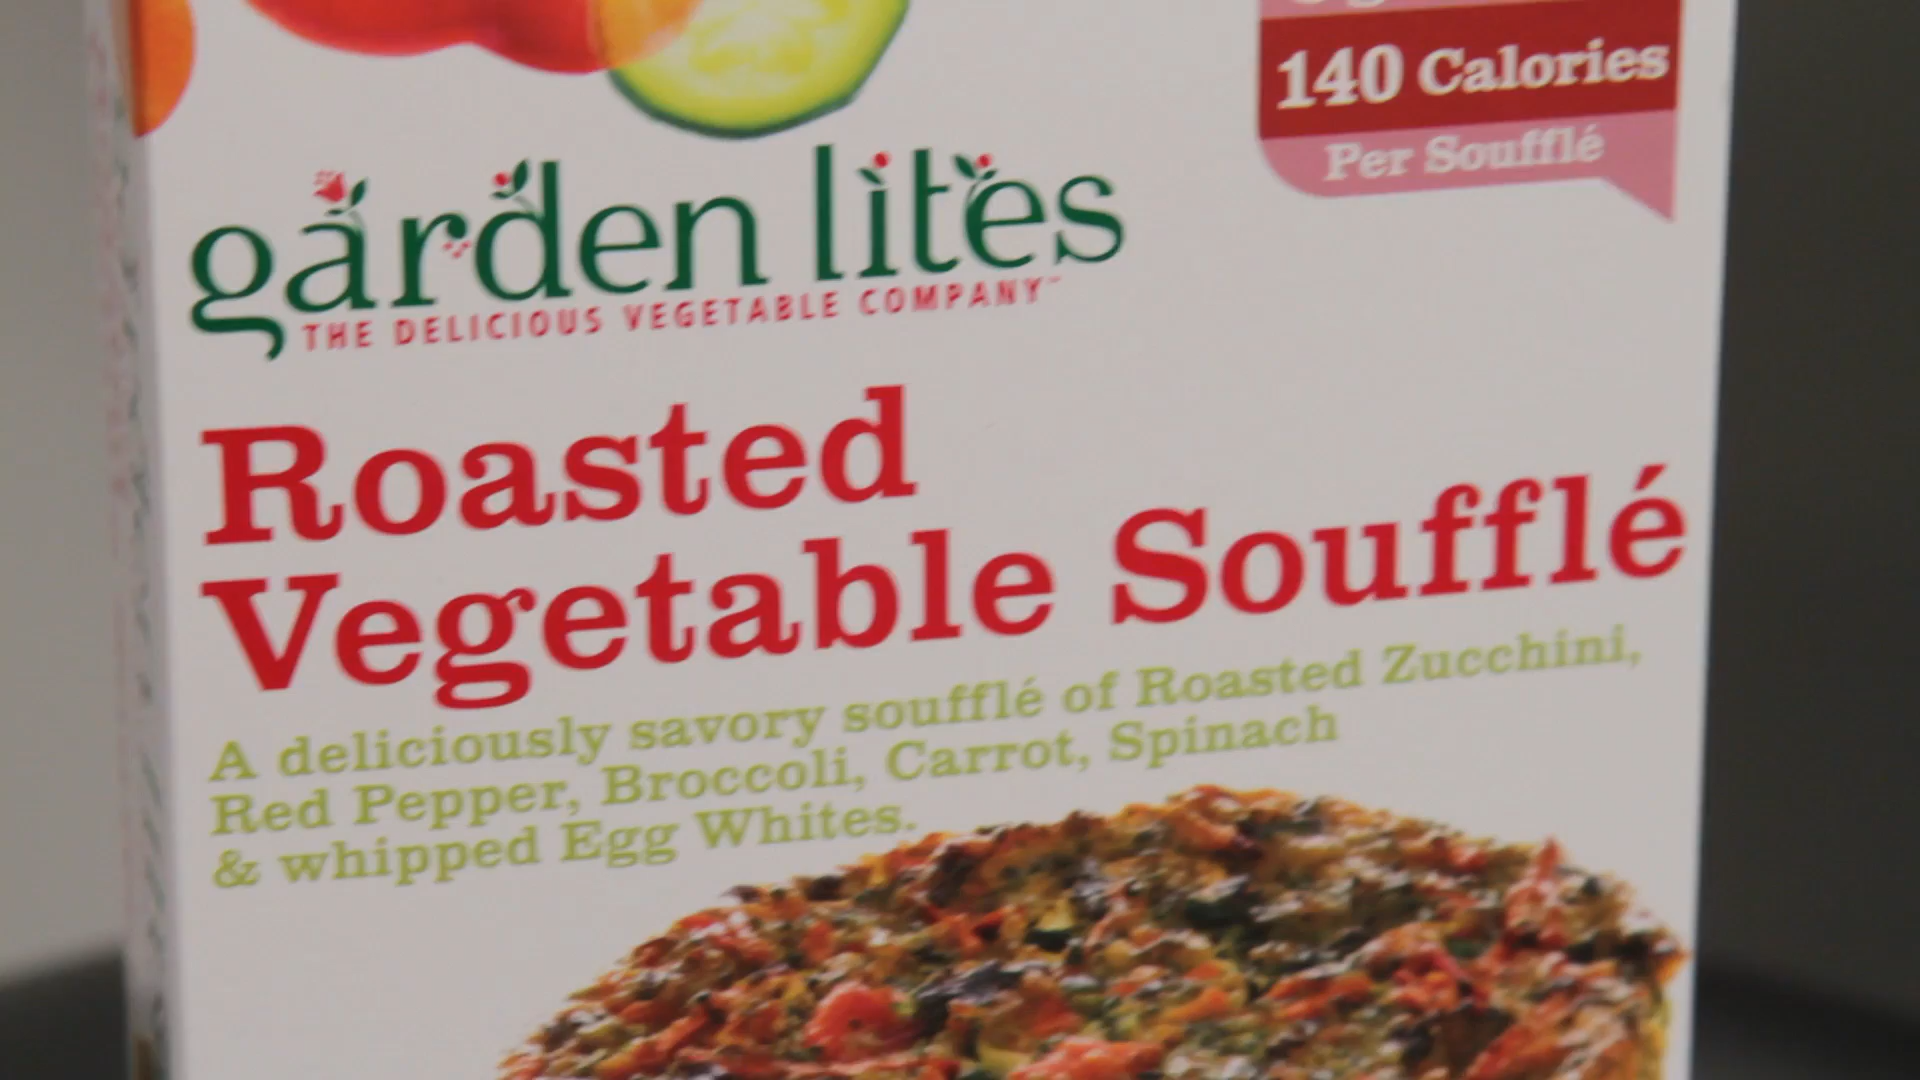 140 Calories
Per Soufflé
garden lites
THE DELICIOUS VEGETABLE COMPANY™
Roasted
Vegetable Soufflé
A deliciously savory soufflé of Roasted Zucchini,
Red Pepper, Broccoli, Carrot, Spinach
& whipped Egg Whites.